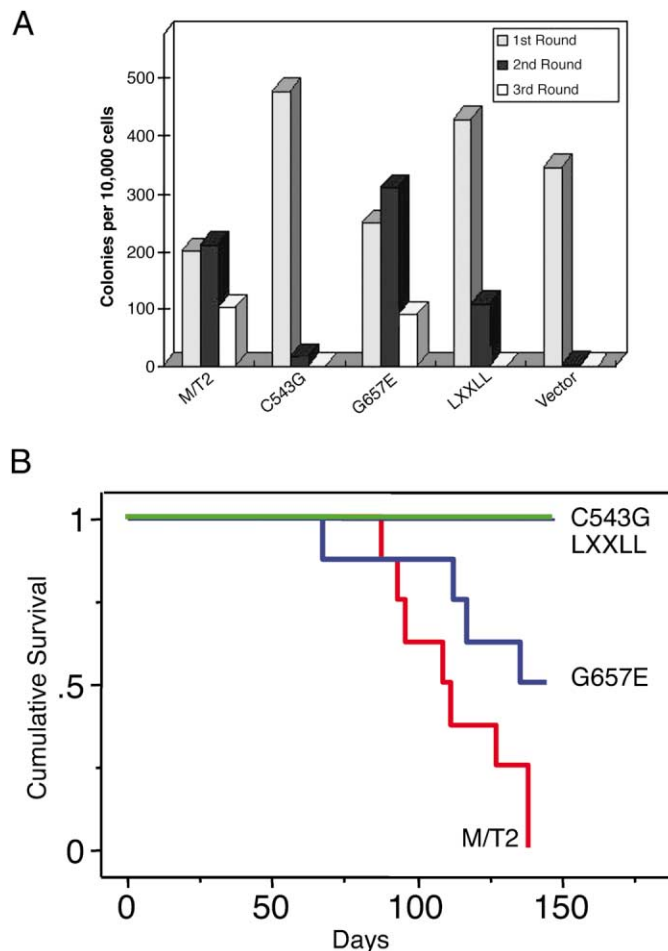 A
1st Round
2nd Round
3rd Round
Colonies per 10,000 cells
500
400
300
200
100
0
M/T2
C543G
G657E
LXXLL
Vector
B
Cumulative Survival
1
.5
0
C543G
LXXLL
G657E
M/T2
0
50
100
150
Days